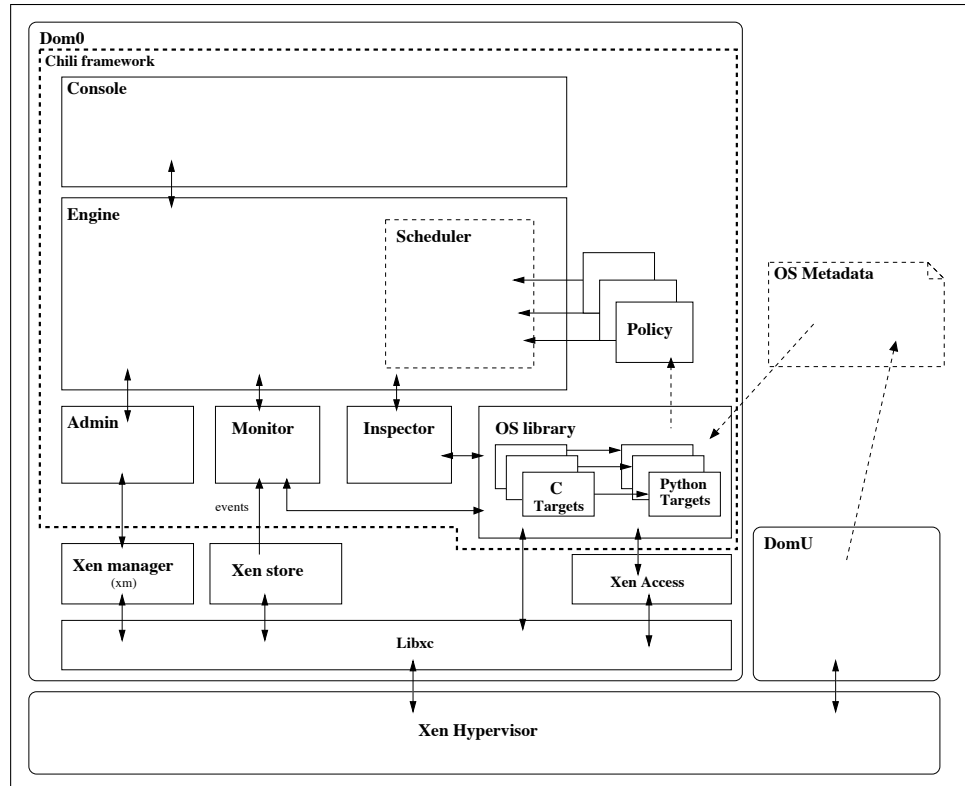 Dom0
Chili framework
Console
Engine
Scheduler
Policy
OS Metadata
Admin
Monitor
Inspector
OS library
C
Targets
Python
Targets
events
Xen manager
(xm)
Xen store
Xen Access
DomU
Libxc
Xen Hypervisor